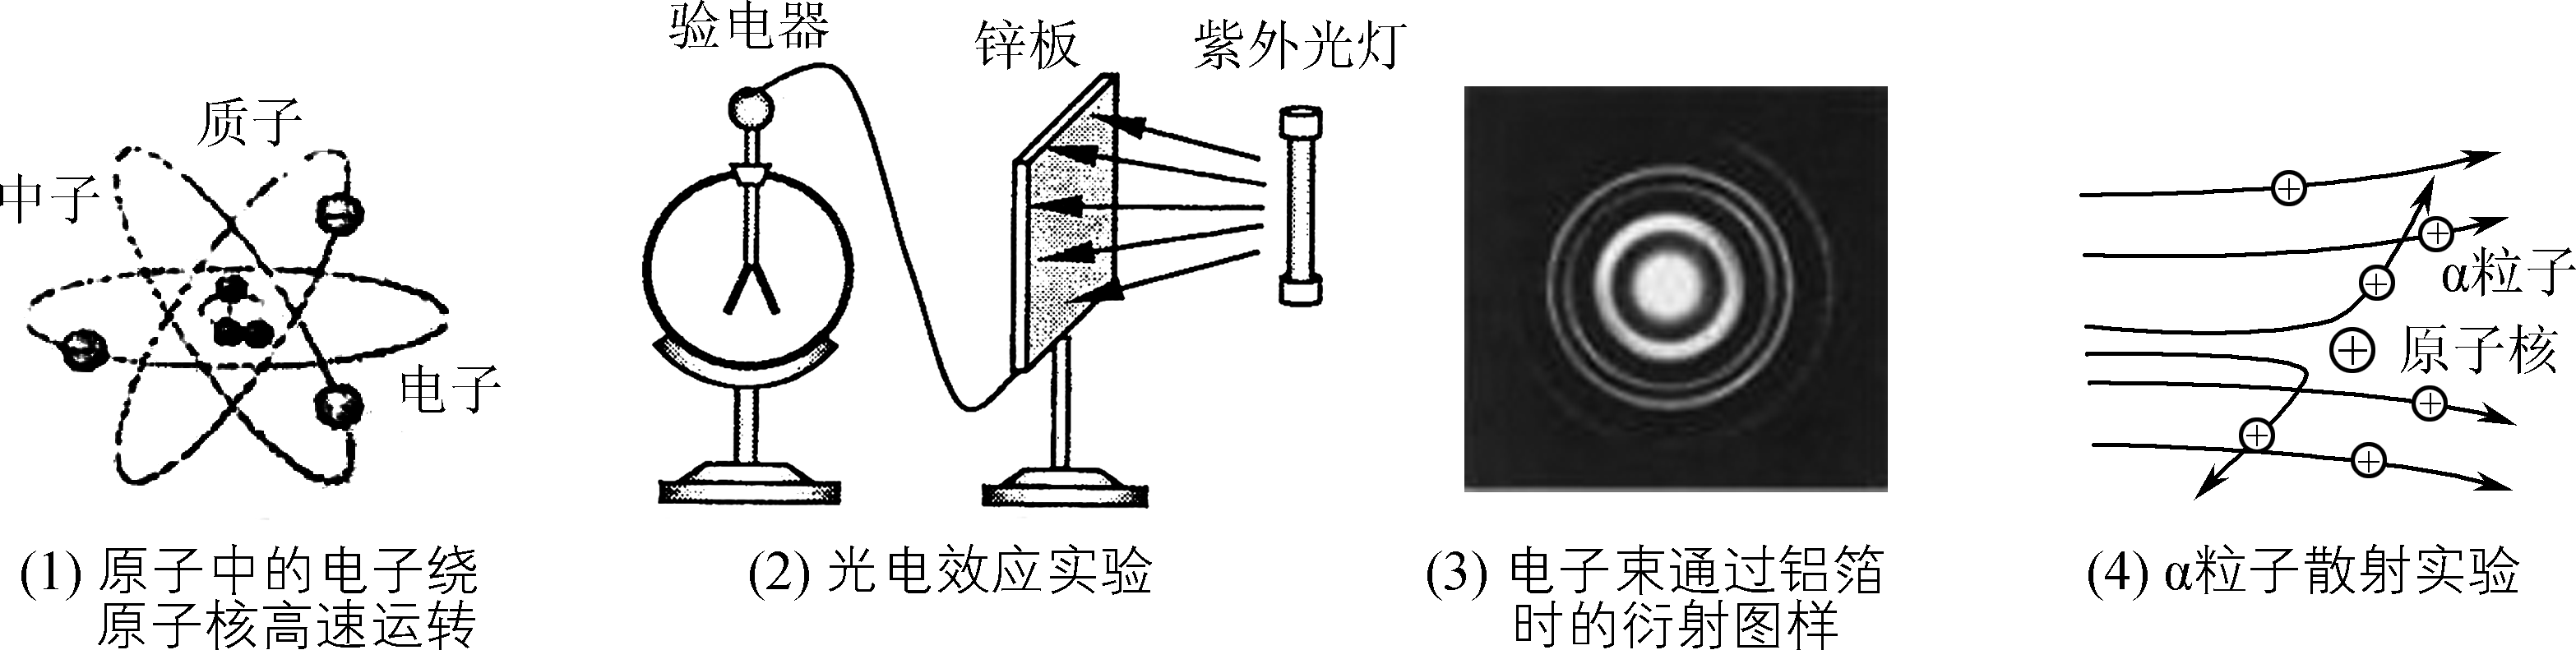 质子
中子
电子
(1) 原子中的电子绕
原子核高速运转
验电器
锌板
紫外光灯
(2) 光电效应实验
(3) 电子束通过铝箔
时的衍射图样
α粒子
原子核
(4) α粒子散射实验